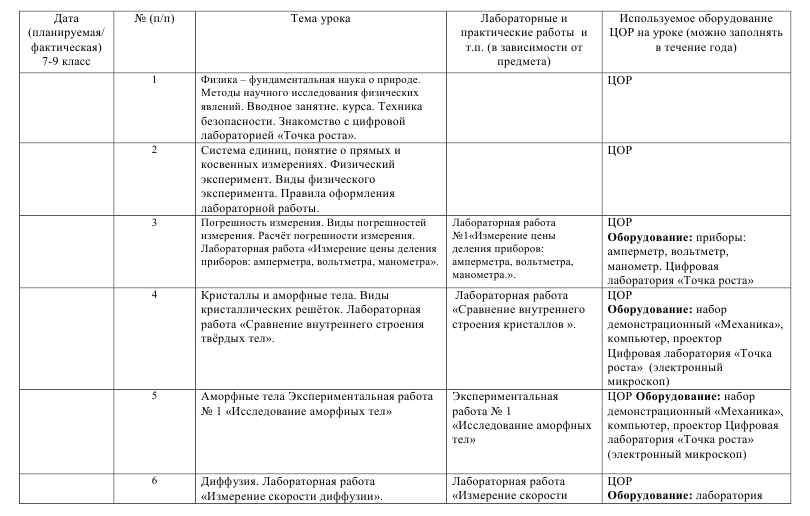 Дата
(планируемая/
фактическая)
7-9 класс
№ (п/п)
Тема урока
Лабораторные и
практические работы и
т.п. (в зависимости от
предмета)
Используемое оборудование
ЦОР на уроке (можно заполнять
в течение года)
1
Физика – фундаментальная наука о природе.
Методы научного исследования физических
явлений. Вводное занятие. курса. Техника
безопасности. Знакомство с цифровой
лабораторией «Точка роста».
ЦОР
2
Система единиц, понятие о прямых и
косвенных измерениях. Физический
эксперимент. Виды физического
эксперимента. Правила оформления
лабораторной работы.
ЦОР
3
Погрешность измерения. Виды погрешностей
измерения. Расчёт погрешности измерения.
Лабораторная работа «Измерение цены деления
приборов: амперметра, вольтметра, манометра».
Лабораторная работа
№1«Измерение цены
деления приборов:
амперметра, вольтметра,
манометра.».
ЦОР
Оборудование: приборы:
амперметр, вольтметр,
манометр. Цифровая
лаборатория «Точка роста»
4
Кристаллы и аморфные тела. Виды
кристаллических решёток. Лабораторная
работа «Сравнение внутреннего строения
твёрдых тел».
Лабораторная работа
«Сравнение внутреннего
строения кристаллов ».
ЦОР
Оборудование: набор
демонстрационный «Механика»,
компьютер, проектор
Цифровая лаборатория «Точка
роста» (электронный
микроскоп)
5
Аморфные тела Экспериментальная работа
№ 1 «Исследование аморфных тел»
Экспериментальная
работа № 1
«Исследование аморфных
тел»
ЦОР Оборудование: набор
демонстрационный «Механика»,
компьютер, проектор Цифровая
лаборатория «Точка роста»
(электронный микроскоп)
6
Диффузия. Лабораторная работа
«Измерение скорости диффузии».
Лабораторная работа
«Измерение скорости
ЦОР
Оборудование: лаборатория